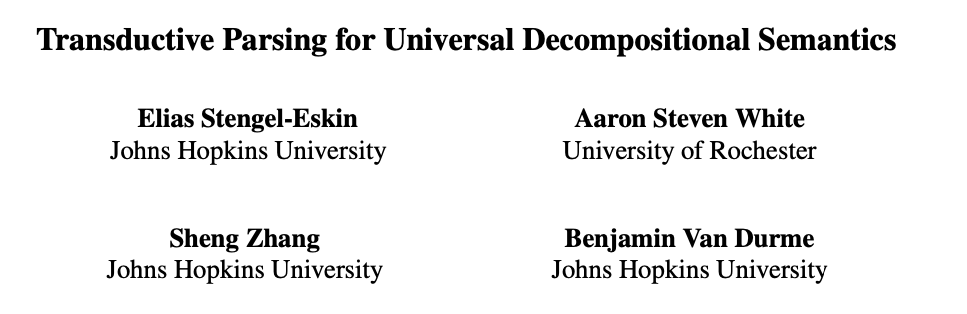 Transductive Parsing for Universal Decompositional Semantics
Elias Stengel-Eskin
Johns Hopkins University
Aaron Steven White
University of Rochester
Sheng Zhang
Johns Hopkins University
Benjamin Van Durme
Johns Hopkins University